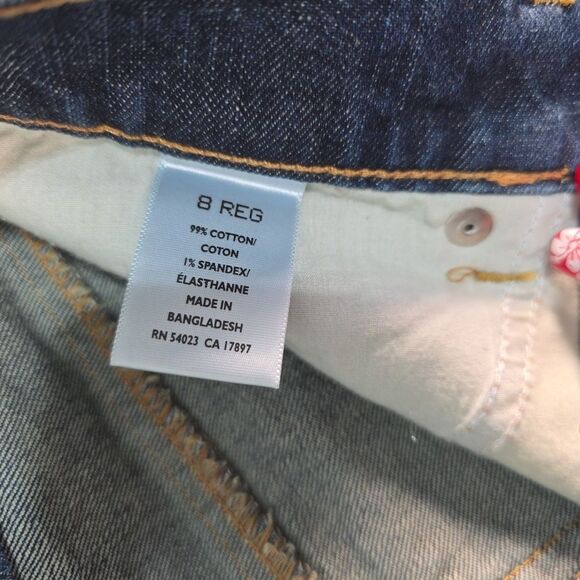 8 REG
99% COTTON/
COTON
1% SPANDEX/
ÉLASTHANNE
MADE IN
BANGLADESH
RN 54023 CA 17897